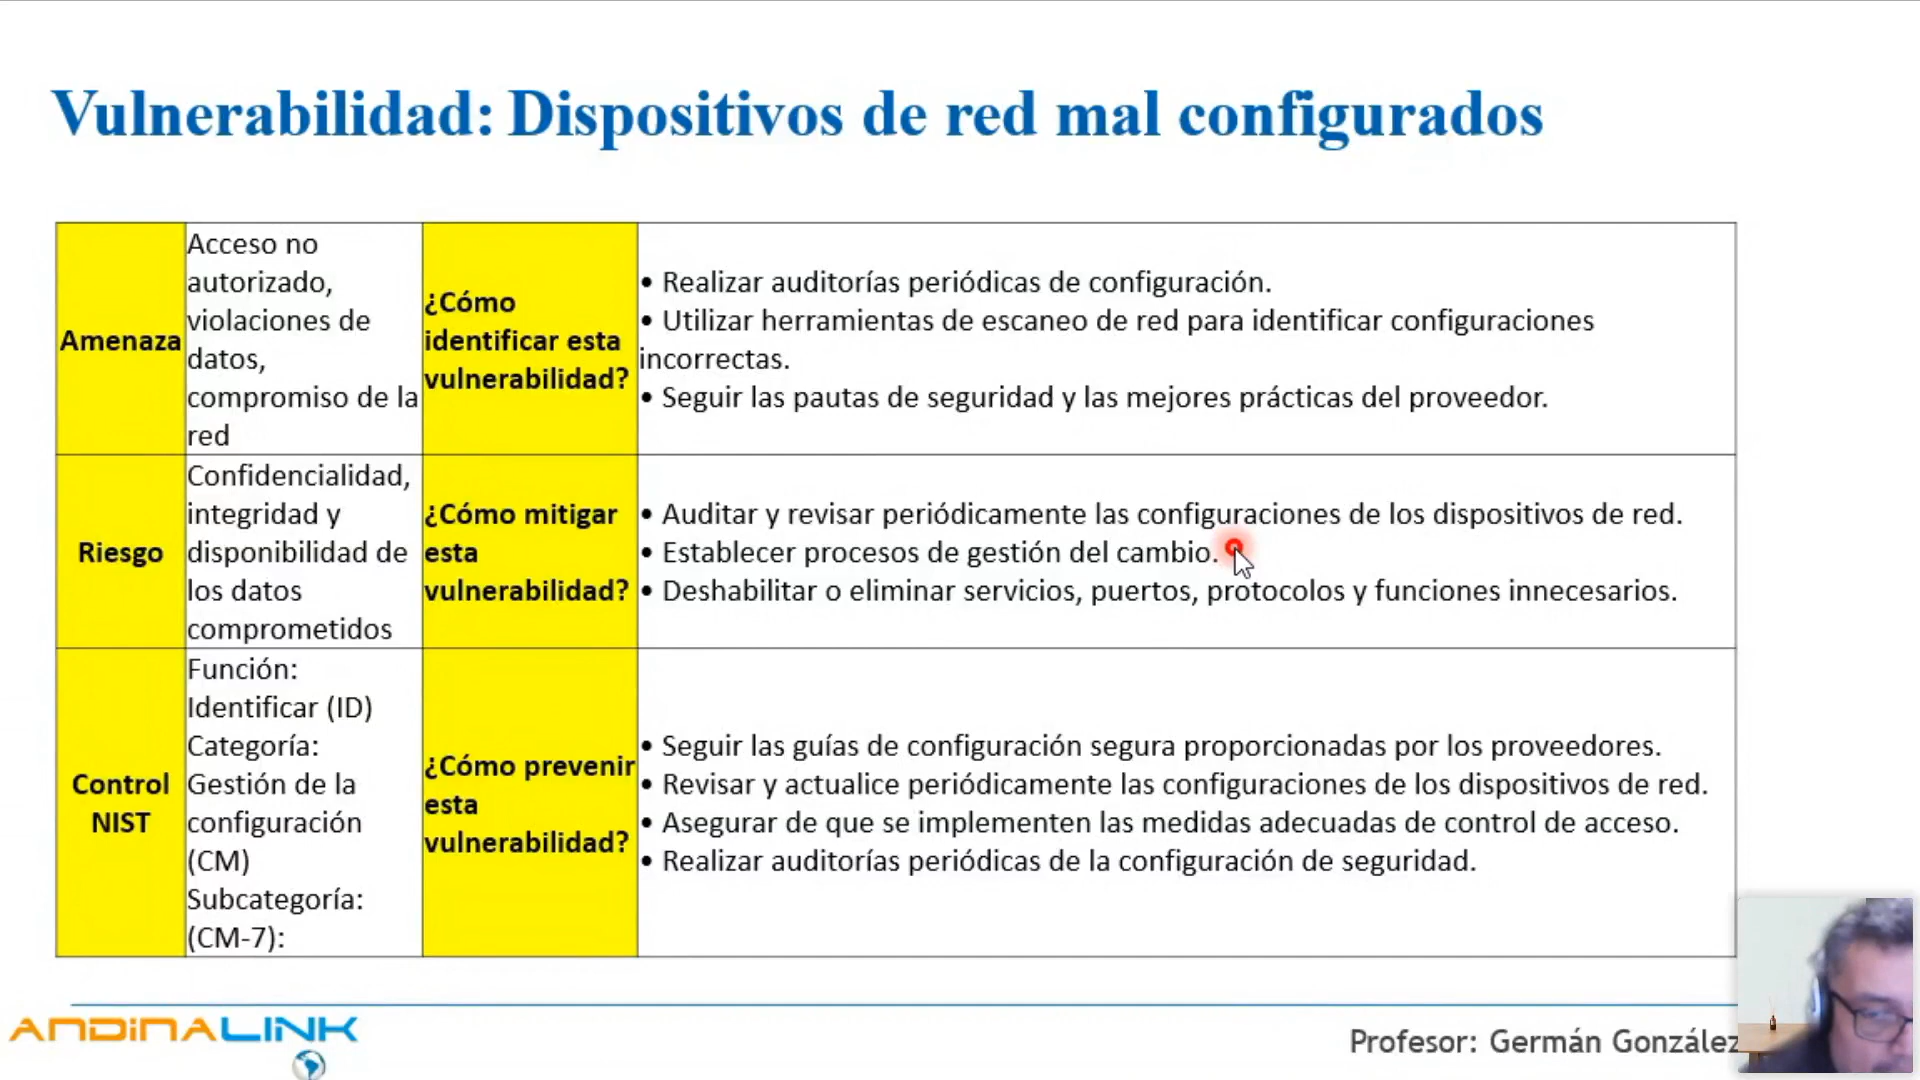 Vulnerabilidad: Dispositivos de red mal configurados
Amenaza
Acceso no
autorizado,
violaciones de
datos,
compromiso de la
red
¿Cómo
identificar esta
vulnerabilidad?
• Realizar auditorías periódicas de configuración.
• Utilizar herramientas de escaneo de red para identificar configuraciones
incorrectas.
• Seguir las pautas de seguridad y las mejores prácticas del proveedor.
Riesgo
Confidencialidad,
integridad y
disponibilidad de
los datos
comprometidos
¿Cómo mitigar
esta
vulnerabilidad?
• Auditar y revisar periódicamente las configuraciones de los dispositivos de red.
• Establecer procesos de gestión del cambio.
• Deshabilitar o eliminar servicios, puertos, protocolos y funciones innecesarios.
Control
NIST
Función:
Identificar (ID)
Categoría:
Gestión de la
configuración
(CM)
Subcategoría:
(CM-7):
¿Cómo prevenir
esta
vulnerabilidad?
• Seguir las guías de configuración segura proporcionadas por los proveedores.
• Revisar y actualice periódicamente las configuraciones de los dispositivos de red.
• Asegurar de que se implementen las medidas adecuadas de control de acceso.
• Realizar auditorías periódicas de la configuración de seguridad.
ANDINALINK
Profesor: Germán González